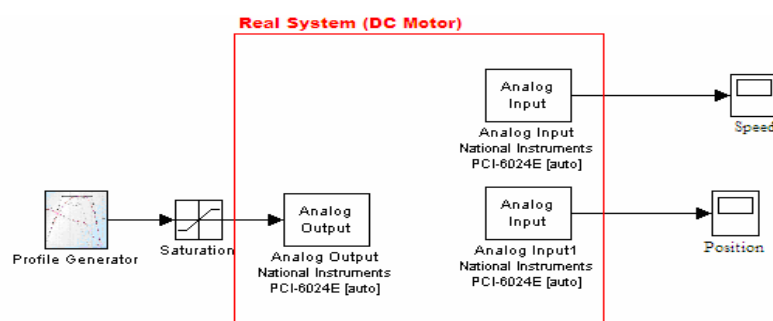 Real System (DC Motor)
Analog
Input
Analog Input
National Instruments
PCI-6024E [auto]
Speed
Profile Generator
Saturation
Analog
Output
Analog Output
National Instruments
PCI-6024E [auto]
Analog
Input
Analog Input1
National Instruments
PCI-6024E [auto]
Position